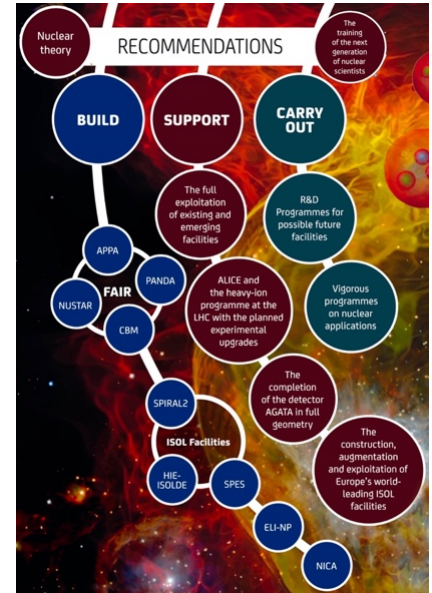 Nuclear
theory
RECOMMENDATIONS
The
training
of the next
generation
of nuclear
scientists
BUILD
SUPPORT
CARRY
OUT
The full
exploitation
of existing and
emerging
facilities
R&D
Programmes for
possible future
facilities
APPA
PANDA
FAIR
NUSTAR
CBM
ALICE and
the heavy-ion
programme at the
LHC with the planned
experimental
upgrades
Vigorous
programmes
on nuclear
applications
The
completion
of the detector
AGATA in full
geometry
SPIRAL2
ISOL Facilities
HIE-
ISOLDE
SPES
The
construction,
augmentation
and exploitation of
Europe's world-
leading ISOL
facilities
ELI-NP
NICA